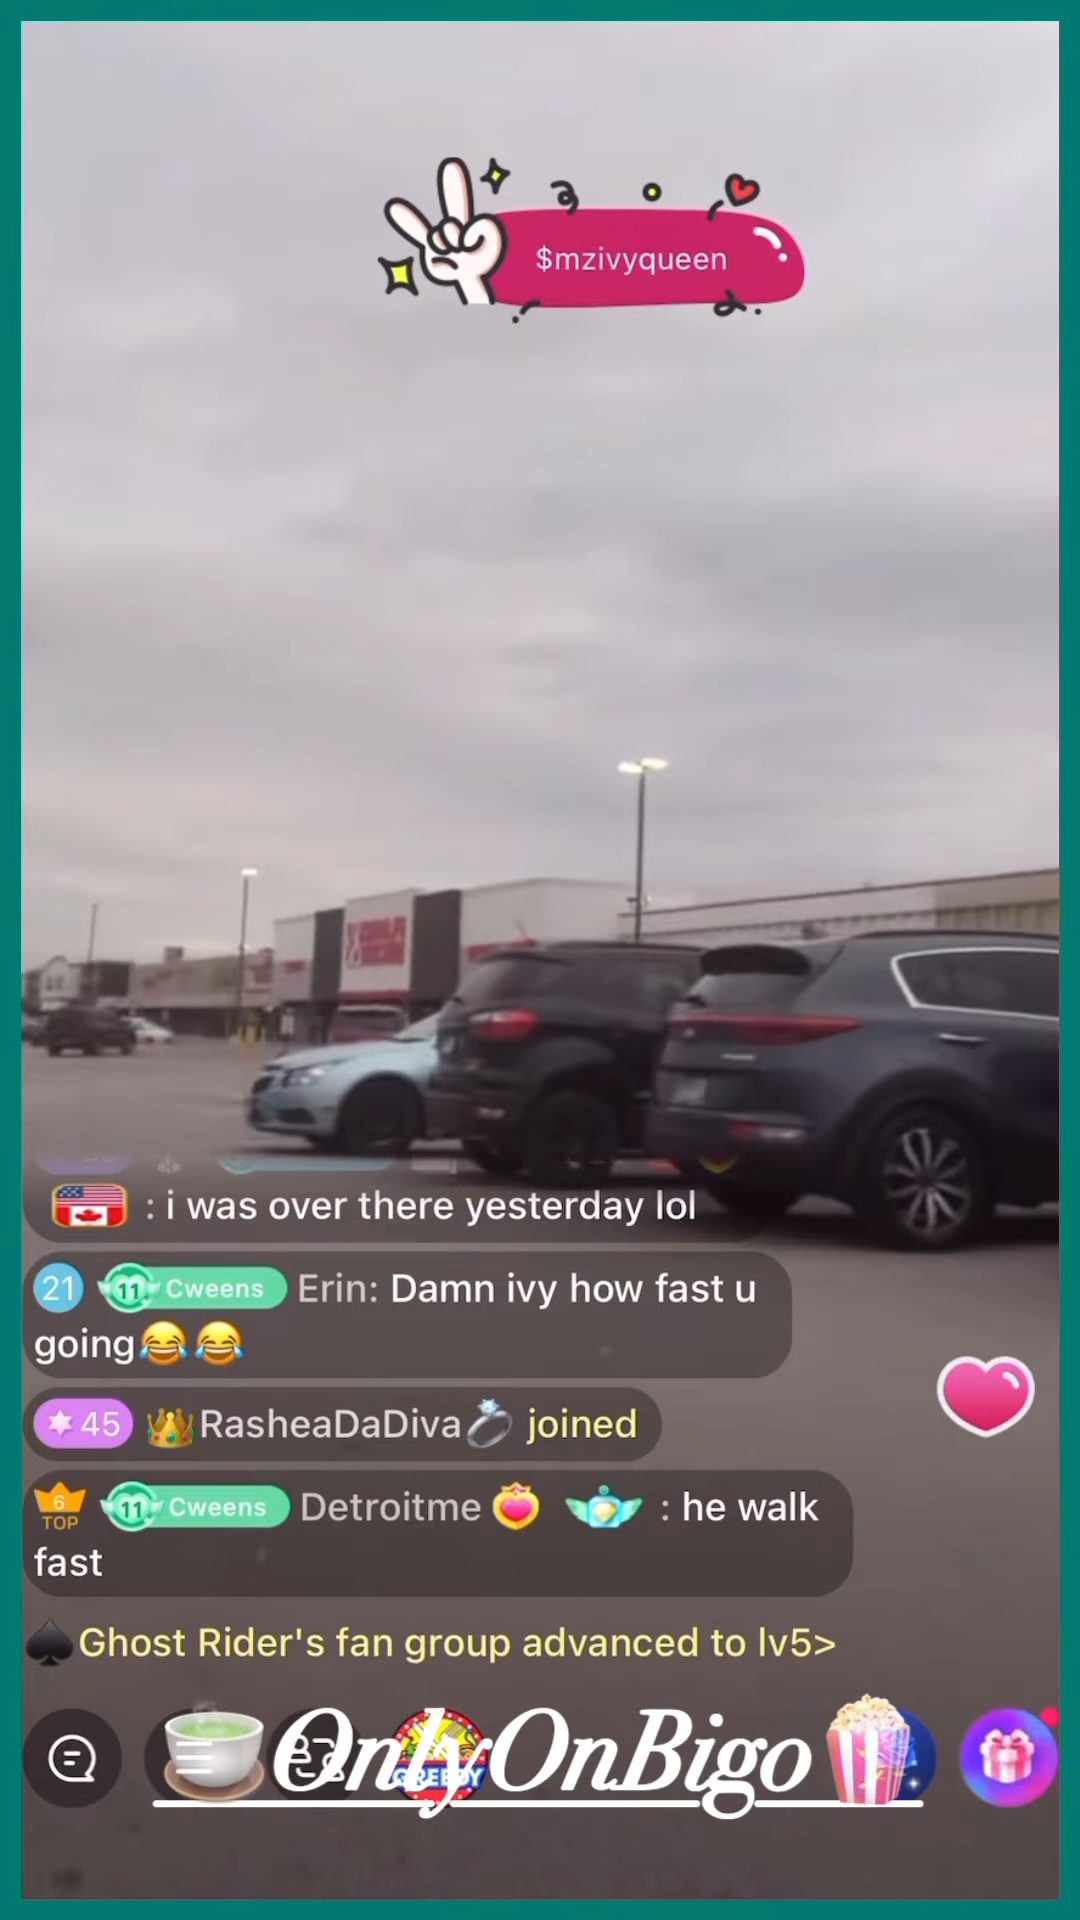 $mzivyqueen
: i was over there yesterday lol
21 11 Cweens Erin: Damn ivy how fast u
going😂😂
45 👑RasheaDaDiva💍 joined
6 TOP 11 Cweens Detroitme : he walk
fast
♠️Ghost Rider's fan group advanced to lv5>
🍵OnlyOnBigo🍿
GREEDY